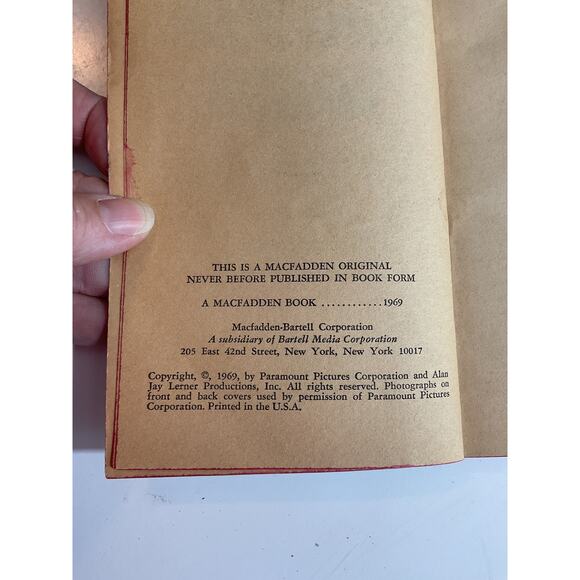 THIS IS A MACFADDEN ORIGINAL
NEVER BEFORE PUBLISHED IN BOOK FORM
A MACFADDEN BOOK ............1969
Macfadden-Bartell Corporation
A subsidiary of Bartell Media Corporation
205 East 42nd Street, New York, New York 10017
Copyright, ©, 1969, by Paramount Pictures Corporation and Alan
Jay Lerner Productions, Inc. All rights reserved. Photographs on
front and back covers used by permission of Paramount Pictures
Corporation. Printed in the U.S.A.